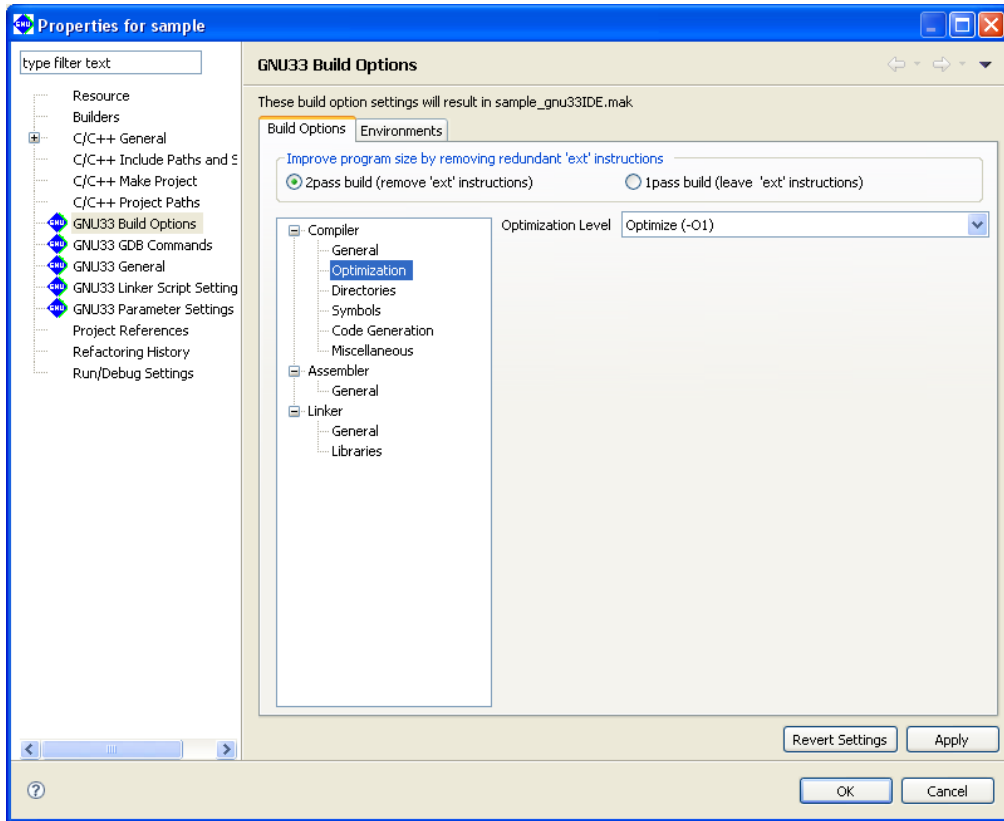 Properties for sample
type filter text
Resource
Builders
C/C++ General
C/C++ Include Paths and S
C/C++ Make Project
C/C++ Project Paths
GNU33 Build Options
GNU33 GDB Commands
GNU33 General
GNU33 Linker Script Setting
GNU33 Parameter Settings
Project References
Refactoring History
Run/Debug Settings
GNU33 Build Options
These build option settings will result in sample_gnu33IDE.mak
Build Options
Environments
Improve program size by removing redundant 'ext' instructions
2pass build (remove 'ext' instructions)
1pass build (leave 'ext' instructions)
Compiler
General
Optimization
Directories
Symbols
Code Generation
Miscellaneous
Assembler
General
Linker
General
Libraries
Optimization Level
Optimize (-O1)
Revert Settings
Apply
OK
Cancel